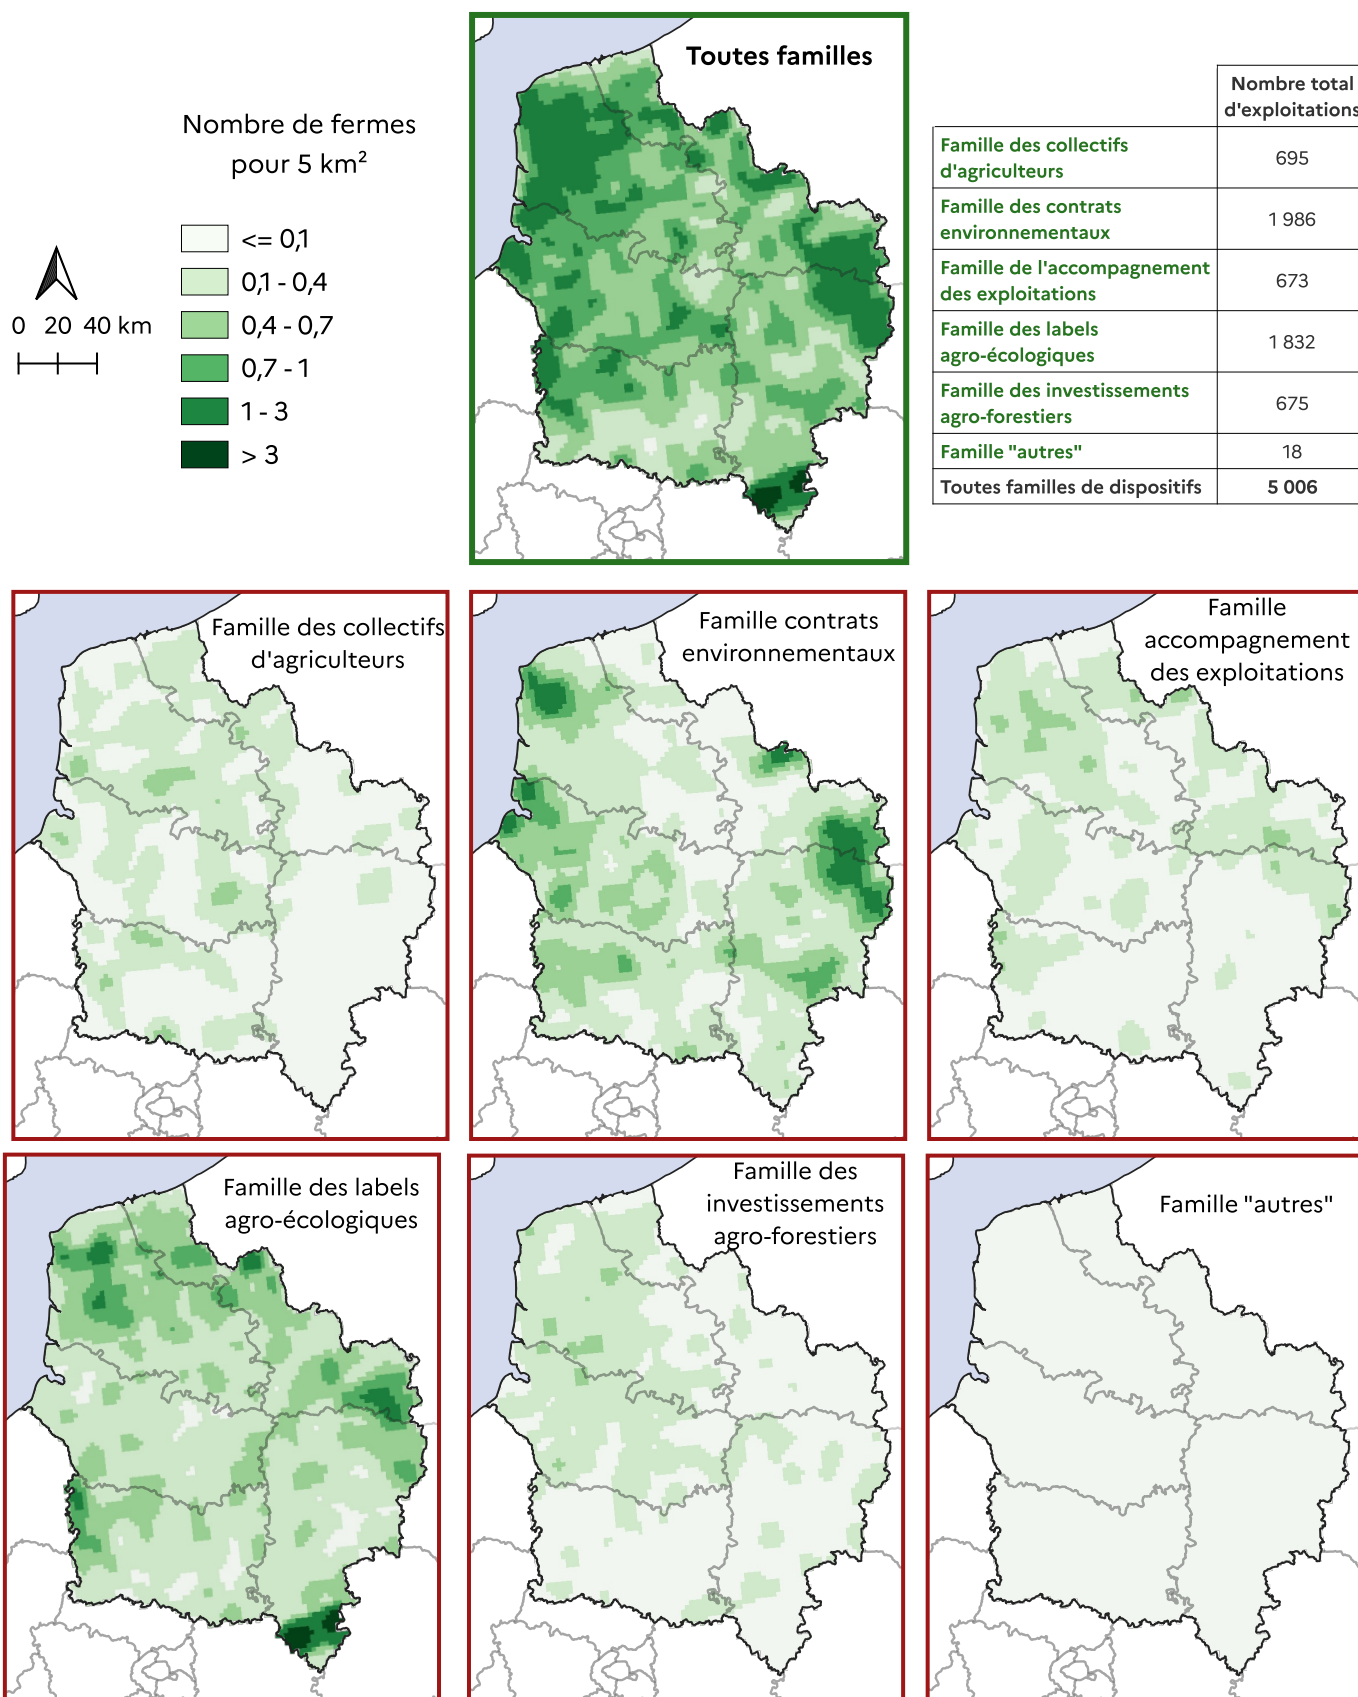 Toutes familles
Nombre de fermes
pour 5 km²
<= 0,1
0,1 - 0,4
0,4 - 0,7
0,7 - 1
1 - 3
> 3
0 20 40 km
Nombre total
d'exploitations
Famille des collectifs
d'agriculteurs
695
Famille des contrats
environnementaux
1 986
Famille de l'accompagnement
des exploitations
673
Famille des labels
agro-écologiques
1 832
Famille des investissements
agro-forestiers
675
Famille "autres"
18
Toutes familles de dispositifs
5 006
Famille des collectifs
d'agriculteurs
Famille contrats
environnementaux
Famille
accompagnement
des exploitations
Famille des labels
agro-écologiques
Famille des
investissements
agro-forestiers
Famille "autres"